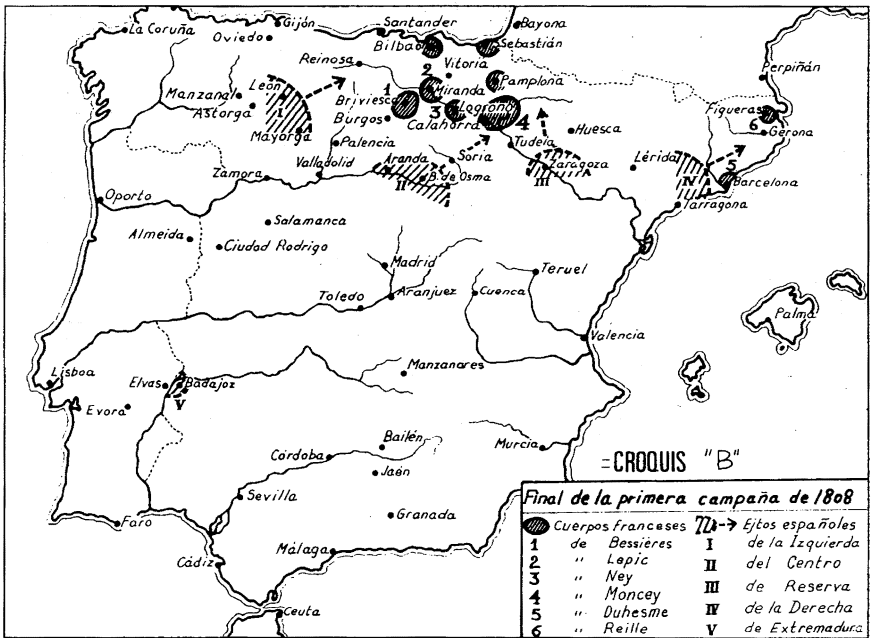 La Coruña
Gijón
Oviedo
Santander
Bilbao
Sebastián
Bayona
Reinosa
Vitoria
Pamplona
Perpiñán
León
Manzanal
Astorga
I
Mayorga
1
2
Briviesca
Miranda
Burgos
3
Logroño
Calahorra
4
Figueras
6
Gerona
Huesca
Palencia
Tudela
Aranda
Soria
Zaragoza
Lérida
Valladolid
Zamora
II
B. de Osma
III
IV
5
Barcelona
Tarragona
Oporto
Salamanca
Almeida
Ciudad Rodrigo
Madrid
Teruel
Toledo
Aranjuez
Cuenca
Palma
Valencia
Lisboa
Elvas
Badajoz
V
Manzanares
Evora
Bailén
Córdoba
Murcia
Jaén
Sevilla
Granada
Faro
Málaga
Cádiz
Ceuta
=CROQUIS "B"
Final de la primera campaña de 1808
Cuerpos franceses Ejtos españoles
1 de Bessières I de la Izquierda
2 " Lepic II del Centro
3 " Ney III de Reserva
4 " Moncey IV de la Derecha
5 " Duhesme V de Extremadura
6 " Reille